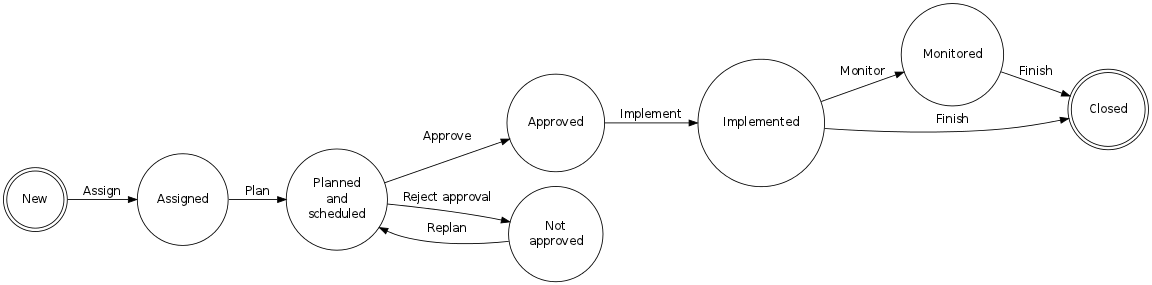 New
Assign
Assigned
Plan
Planned
and
scheduled
Approve
Reject approval
Replan
Approved
Not
approved
Implement
Implemented
Monitor
Monitored
Finish
Finish
Closed